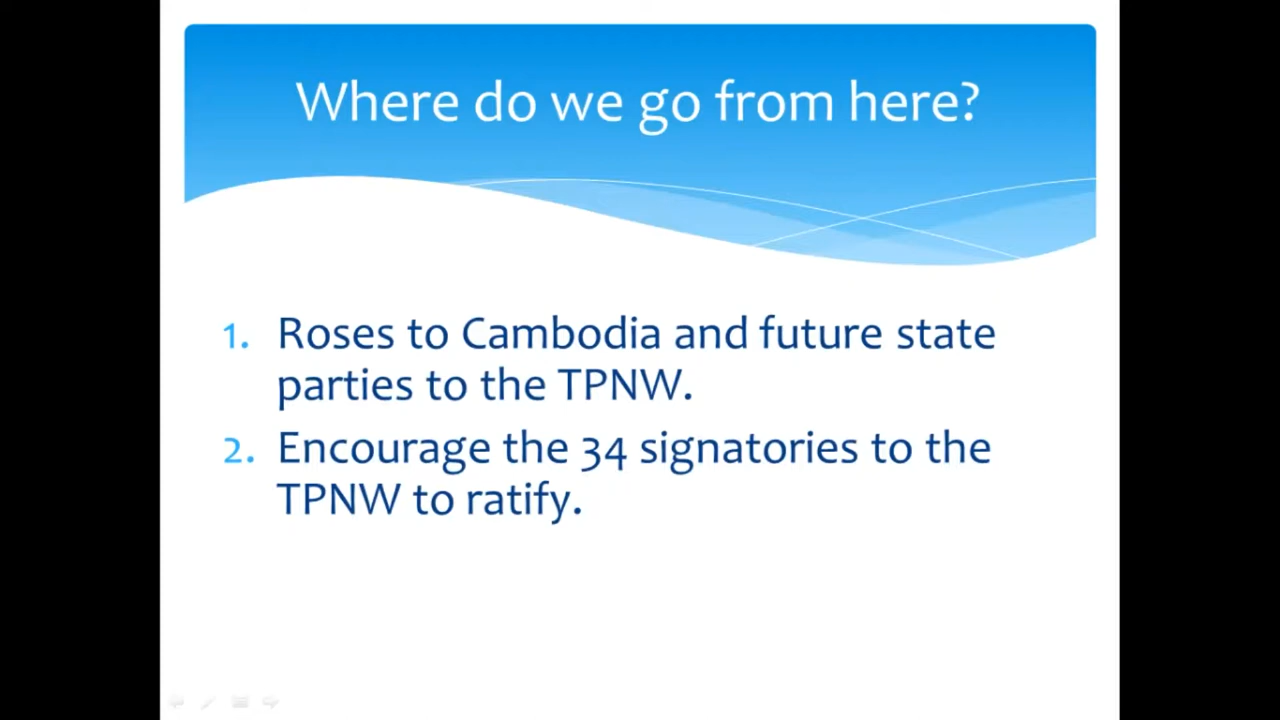 Where do we go from here?
1. Roses to Cambodia and future state
parties to the TPNW.
2. Encourage the 34 signatories to the
TPNW to ratify.